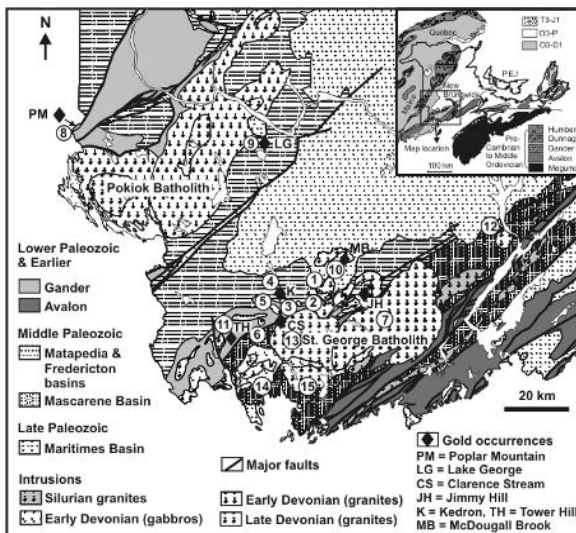 N
PM
8
9
LG
Pokiok Batholith
12
MB
10
4
1
K
JH
5
3
2
7
11
TH
CS
6
13
St. George Batholith
14
15
20 km
Quebec
P.E.I
New
Brunswick
Map location
100 km
Pre-
Cambrian
to Middle
Ordovician
T3-J1
O3-P
C3-D1
Humber
Dunnage
Gander
Avalon
Meguma
Lower Paleozoic
& Earlier
Gander
Avalon
Middle Paleozoic
Matapedia &
Fredericton
basins
Mascarene Basin
Late Paleozoic
Maritimes Basin
Intrusions
Silurian granites
Early Devonian (gabbros)
Major faults
Early Devonian (granites)
Late Devonian (granites)
Gold occurrences
PM = Poplar Mountain
LG = Lake George
CS = Clarence Stream
JH = Jimmy Hill
K = Kedron, TH = Tower Hill
MB = McDougall Brook